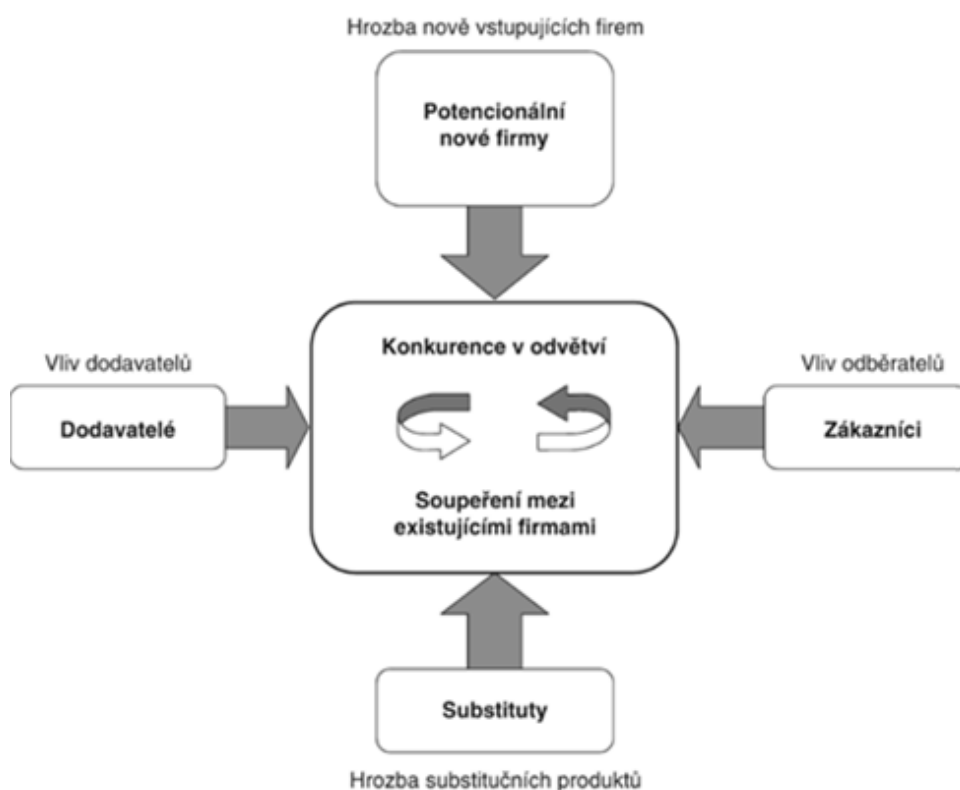 Hrozba nově vstupujících firem
Potencionální
nové firmy
Konkurence v odvětví
Vliv dodavatelů
Dodavatelé
Vliv odběratelů
Zákazníci
Soupeření mezi
existujícími firmami
Substituty
Hrozba substitučních produktů